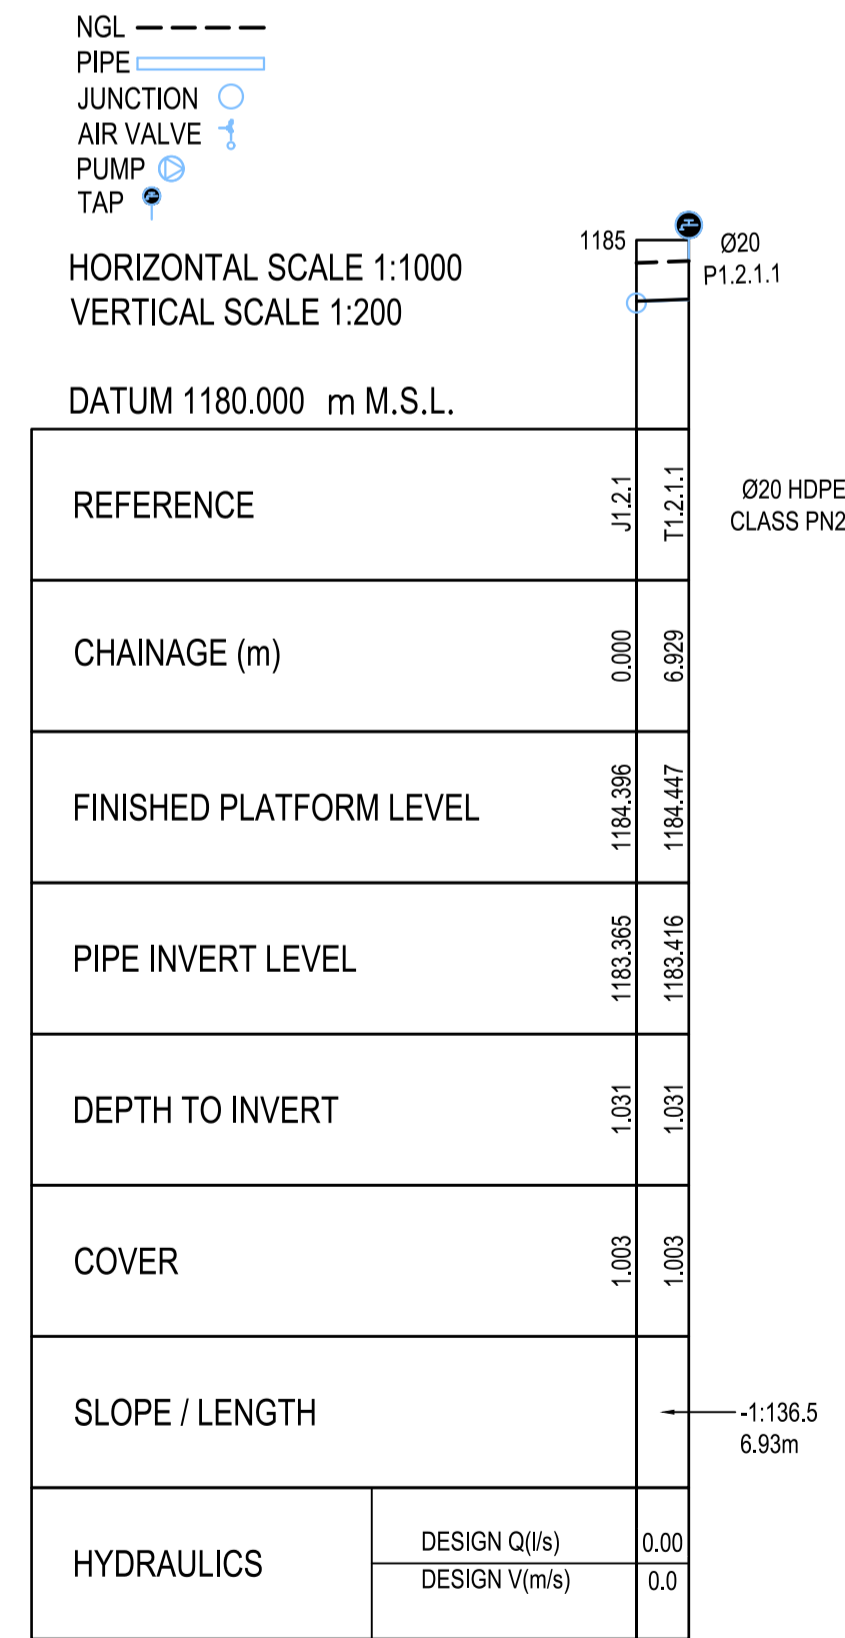 NGL
PIPE
JUNCTION
AIR VALVE
PUMP
TAP
HORIZONTAL SCALE 1:1000
VERTICAL SCALE 1:200
DATUM 1180.000 m M.S.L.
1185
Ø20
P1.2.1.1
REFERENCE
J1.2.1
T1.2.1.1
Ø20 HDPE
CLASS PN2
CHAINAGE (m)
0.000
6.929
FINISHED PLATFORM LEVEL
1184.396
1184.447
PIPE INVERT LEVEL
1183.365
1183.416
DEPTH TO INVERT
1.031
1.031
COVER
1.003
1.003
SLOPE / LENGTH
-1:136.5
6.93m
HYDRAULICS
DESIGN Q(l/s)
0.00
DESIGN V(m/s)
0.0